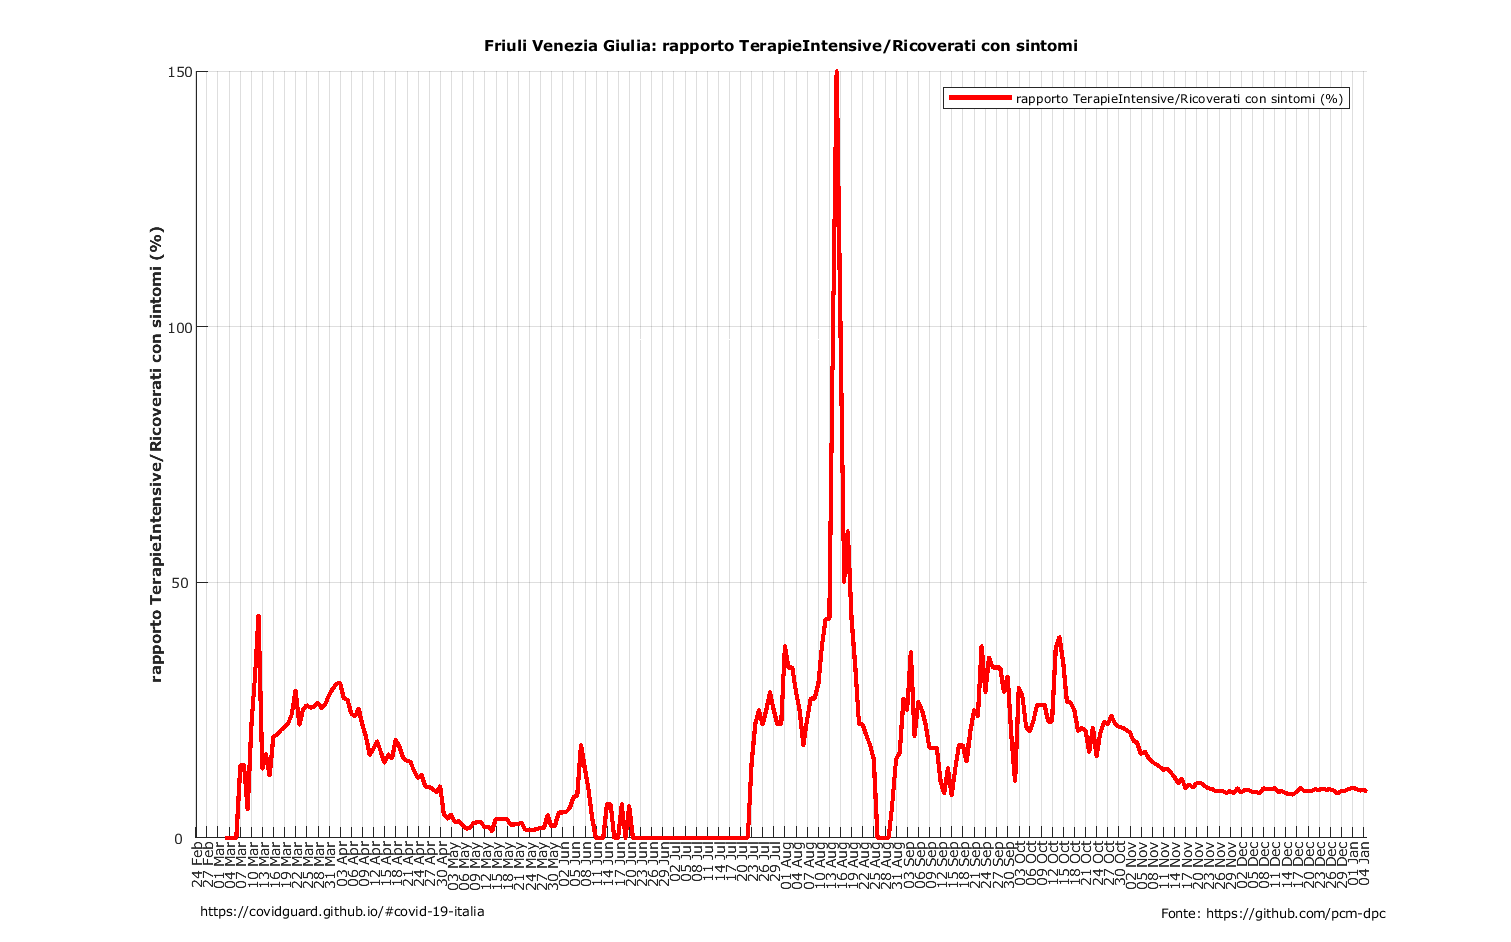 Friuli Venezia Giulia: rapporto TerapieIntensive/Ricoverati con sintomi
rapporto TerapieIntensive/Ricoverati con sintomi (%)
rapporto TerapieIntensive/Ricoverati con sintomi (%)
150
100
50
0
24 Feb
27 Feb
01 Mar
04 Mar
07 Mar
10 Mar
13 Mar
16 Mar
19 Mar
22 Mar
25 Mar
28 Mar
31 Mar
03 Apr
06 Apr
09 Apr
12 Apr
15 Apr
18 Apr
21 Apr
24 Apr
27 Apr
30 Apr
03 May
06 May
09 May
12 May
15 May
18 May
21 May
24 May
27 May
30 May
02 Jun
05 Jun
08 Jun
11 Jun
14 Jun
17 Jun
20 Jun
23 Jun
26 Jun
29 Jun
02 Jul
05 Jul
08 Jul
11 Jul
14 Jul
17 Jul
20 Jul
23 Jul
26 Jul
29 Jul
01 Aug
04 Aug
07 Aug
10 Aug
13 Aug
16 Aug
19 Aug
22 Aug
25 Aug
28 Aug
31 Aug
03 Sep
06 Sep
09 Sep
12 Sep
15 Sep
18 Sep
21 Sep
24 Sep
27 Sep
30 Sep
03 Oct
06 Oct
09 Oct
12 Oct
15 Oct
18 Oct
21 Oct
24 Oct
27 Oct
30 Oct
02 Nov
05 Nov
08 Nov
11 Nov
14 Nov
17 Nov
20 Nov
23 Nov
26 Nov
29 Nov
02 Dec
05 Dec
08 Dec
11 Dec
14 Dec
17 Dec
20 Dec
23 Dec
26 Dec
29 Dec
01 Jan
04 Jan
https://covidguard.github.io/#covid-19-italia
Fonte: https://github.com/pcm-dpc